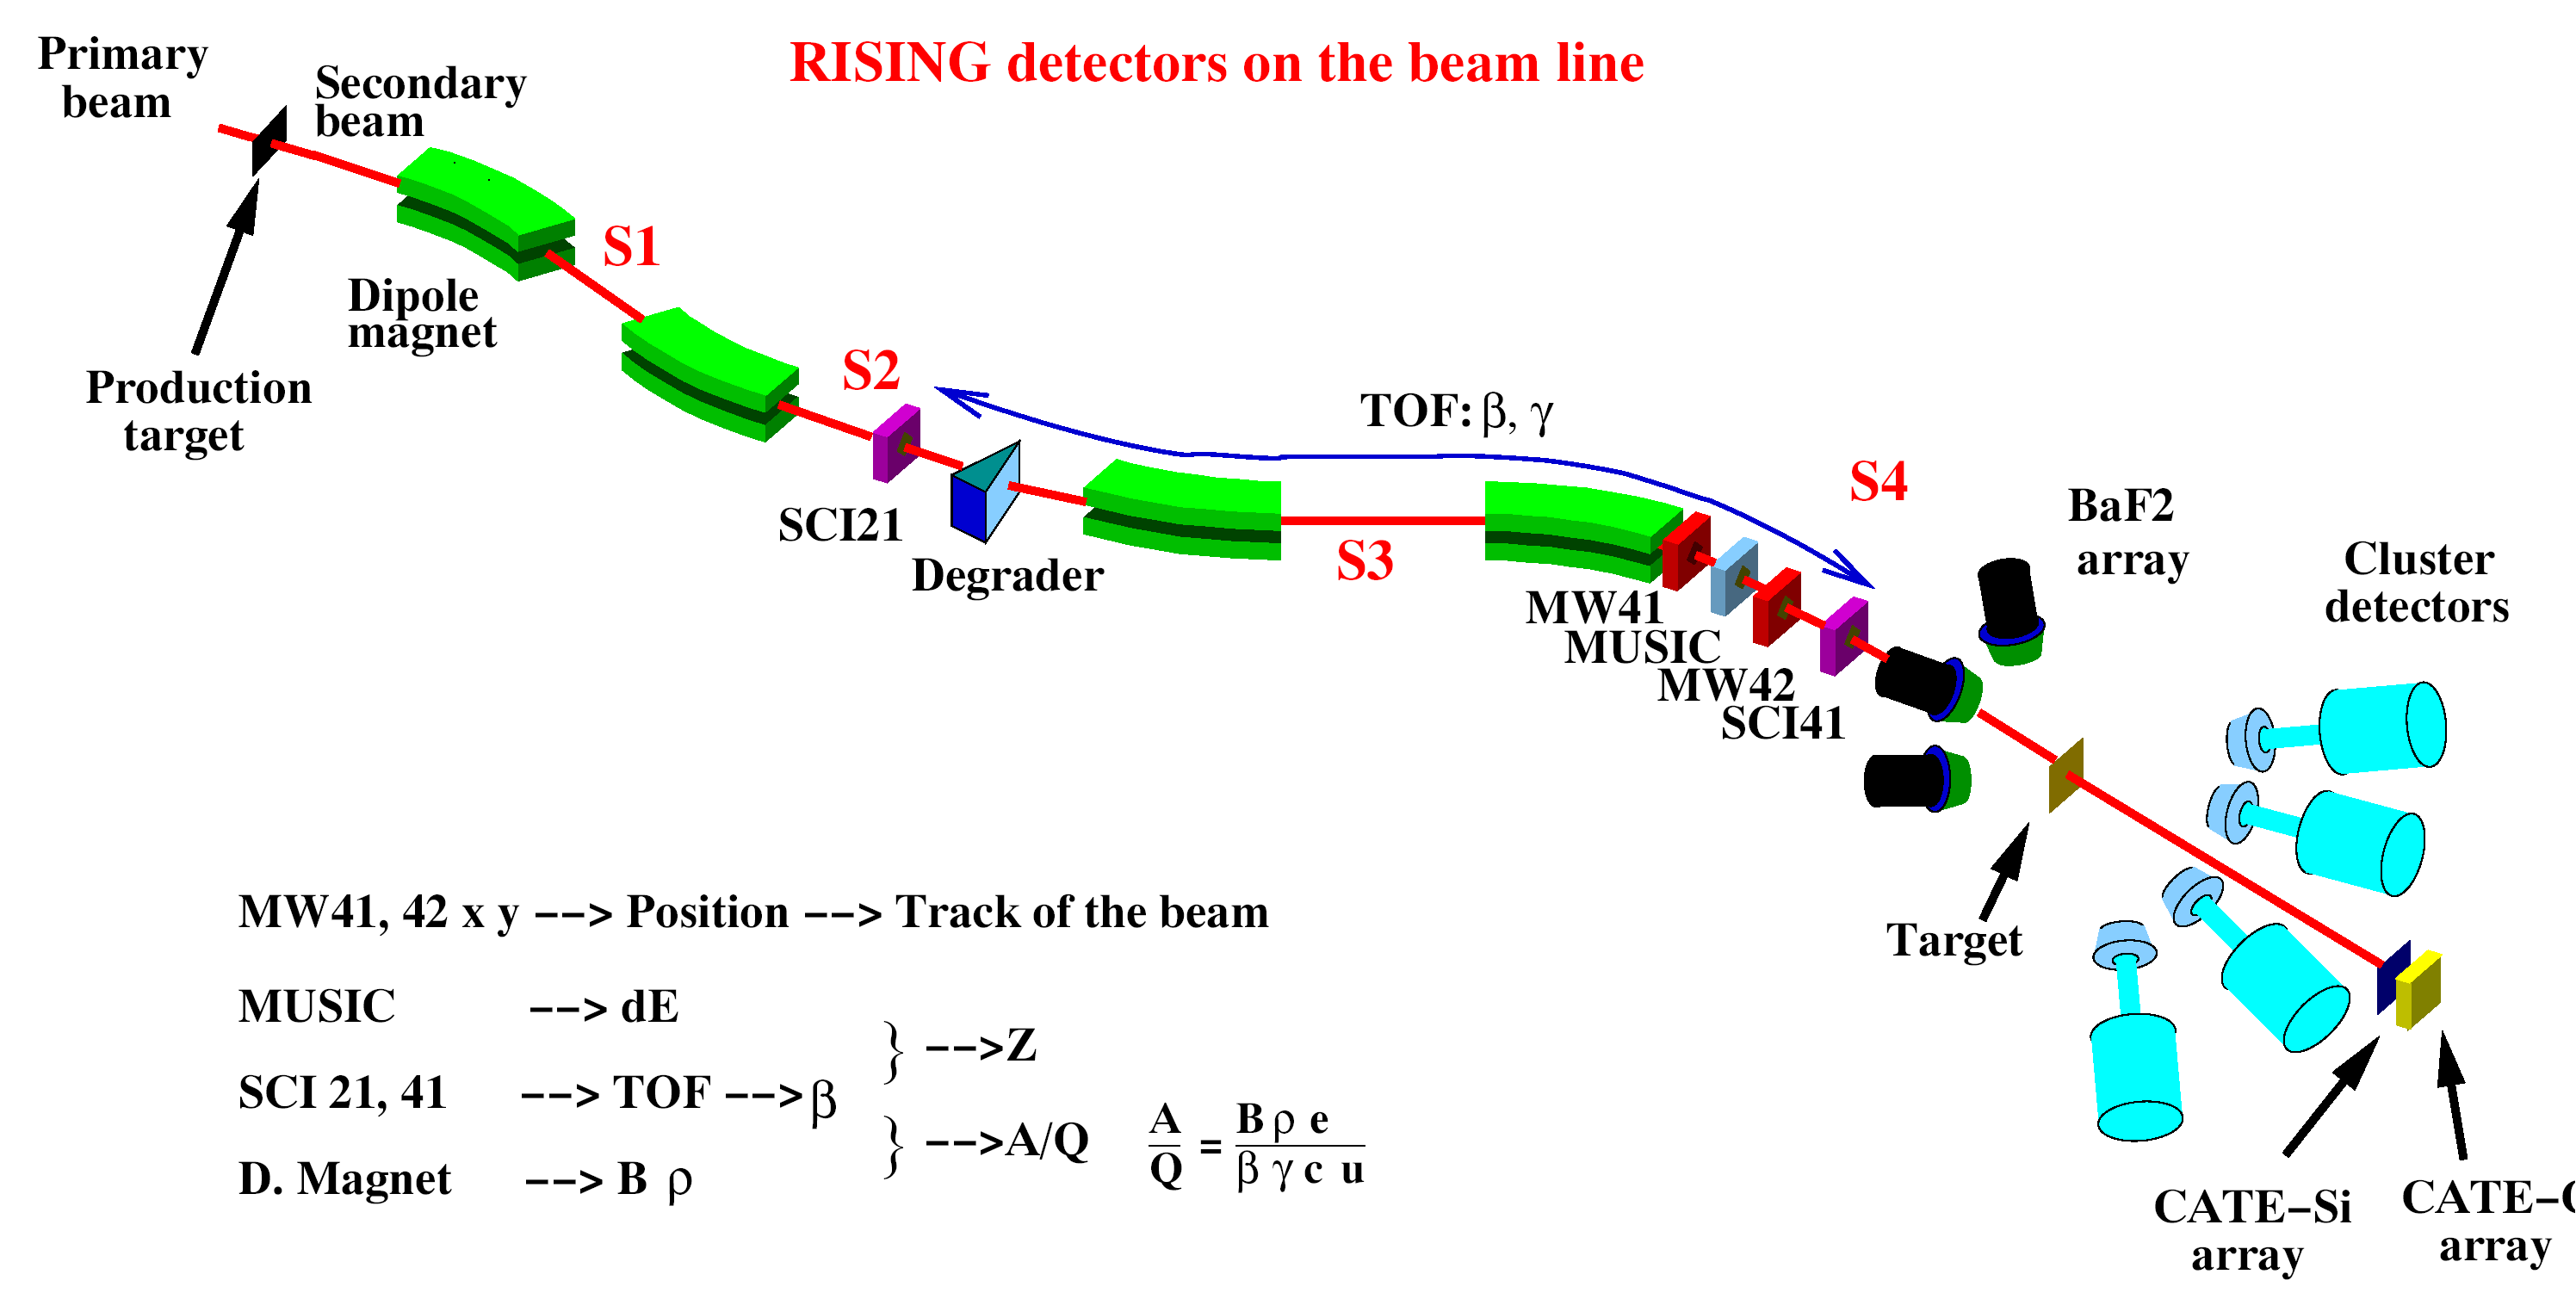 RISING detectors on the beam line
Primary
beam
Secondary
beam
S1
Dipole
magnet
Production
target
S2
TOF: β, γ
SCI21
Degrader
S3
S4
MW41
MUSIC
MW42
SCI41
BaF2
array
Cluster
detectors
Target
MW41, 42 x y −−> Position −−> Track of the beam
MUSIC −−> dE
} −−>Z
SCI 21, 41 −−> TOF −−>β
} −−>A/Q A/Q = B ρ e / β γ c u
D. Magnet −−> B ρ
CATE−Si
array
CATE−
array